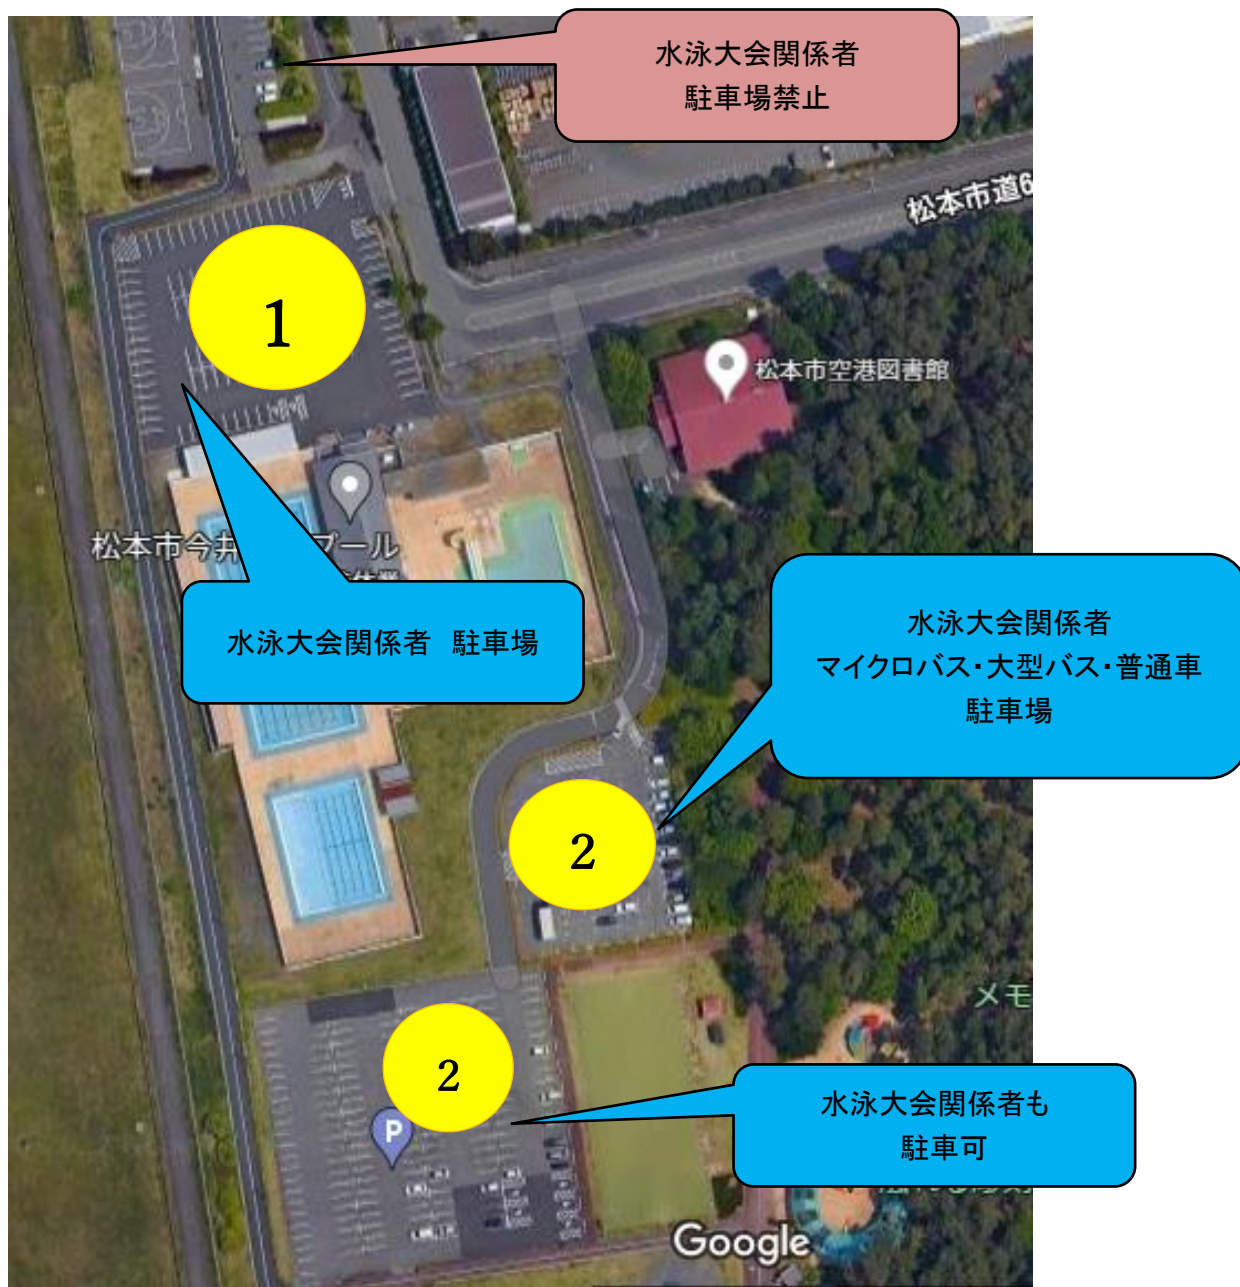 水泳大会関係者
駐車場禁止
松本市道6
1
松本市空港図書館
松本市今井
プール
水泳大会関係者 駐車場
水泳大会関係者
マイクロバス・大型バス・普通車
駐車場
2
メモ
2
水泳大会関係者も
駐車可
P
Google